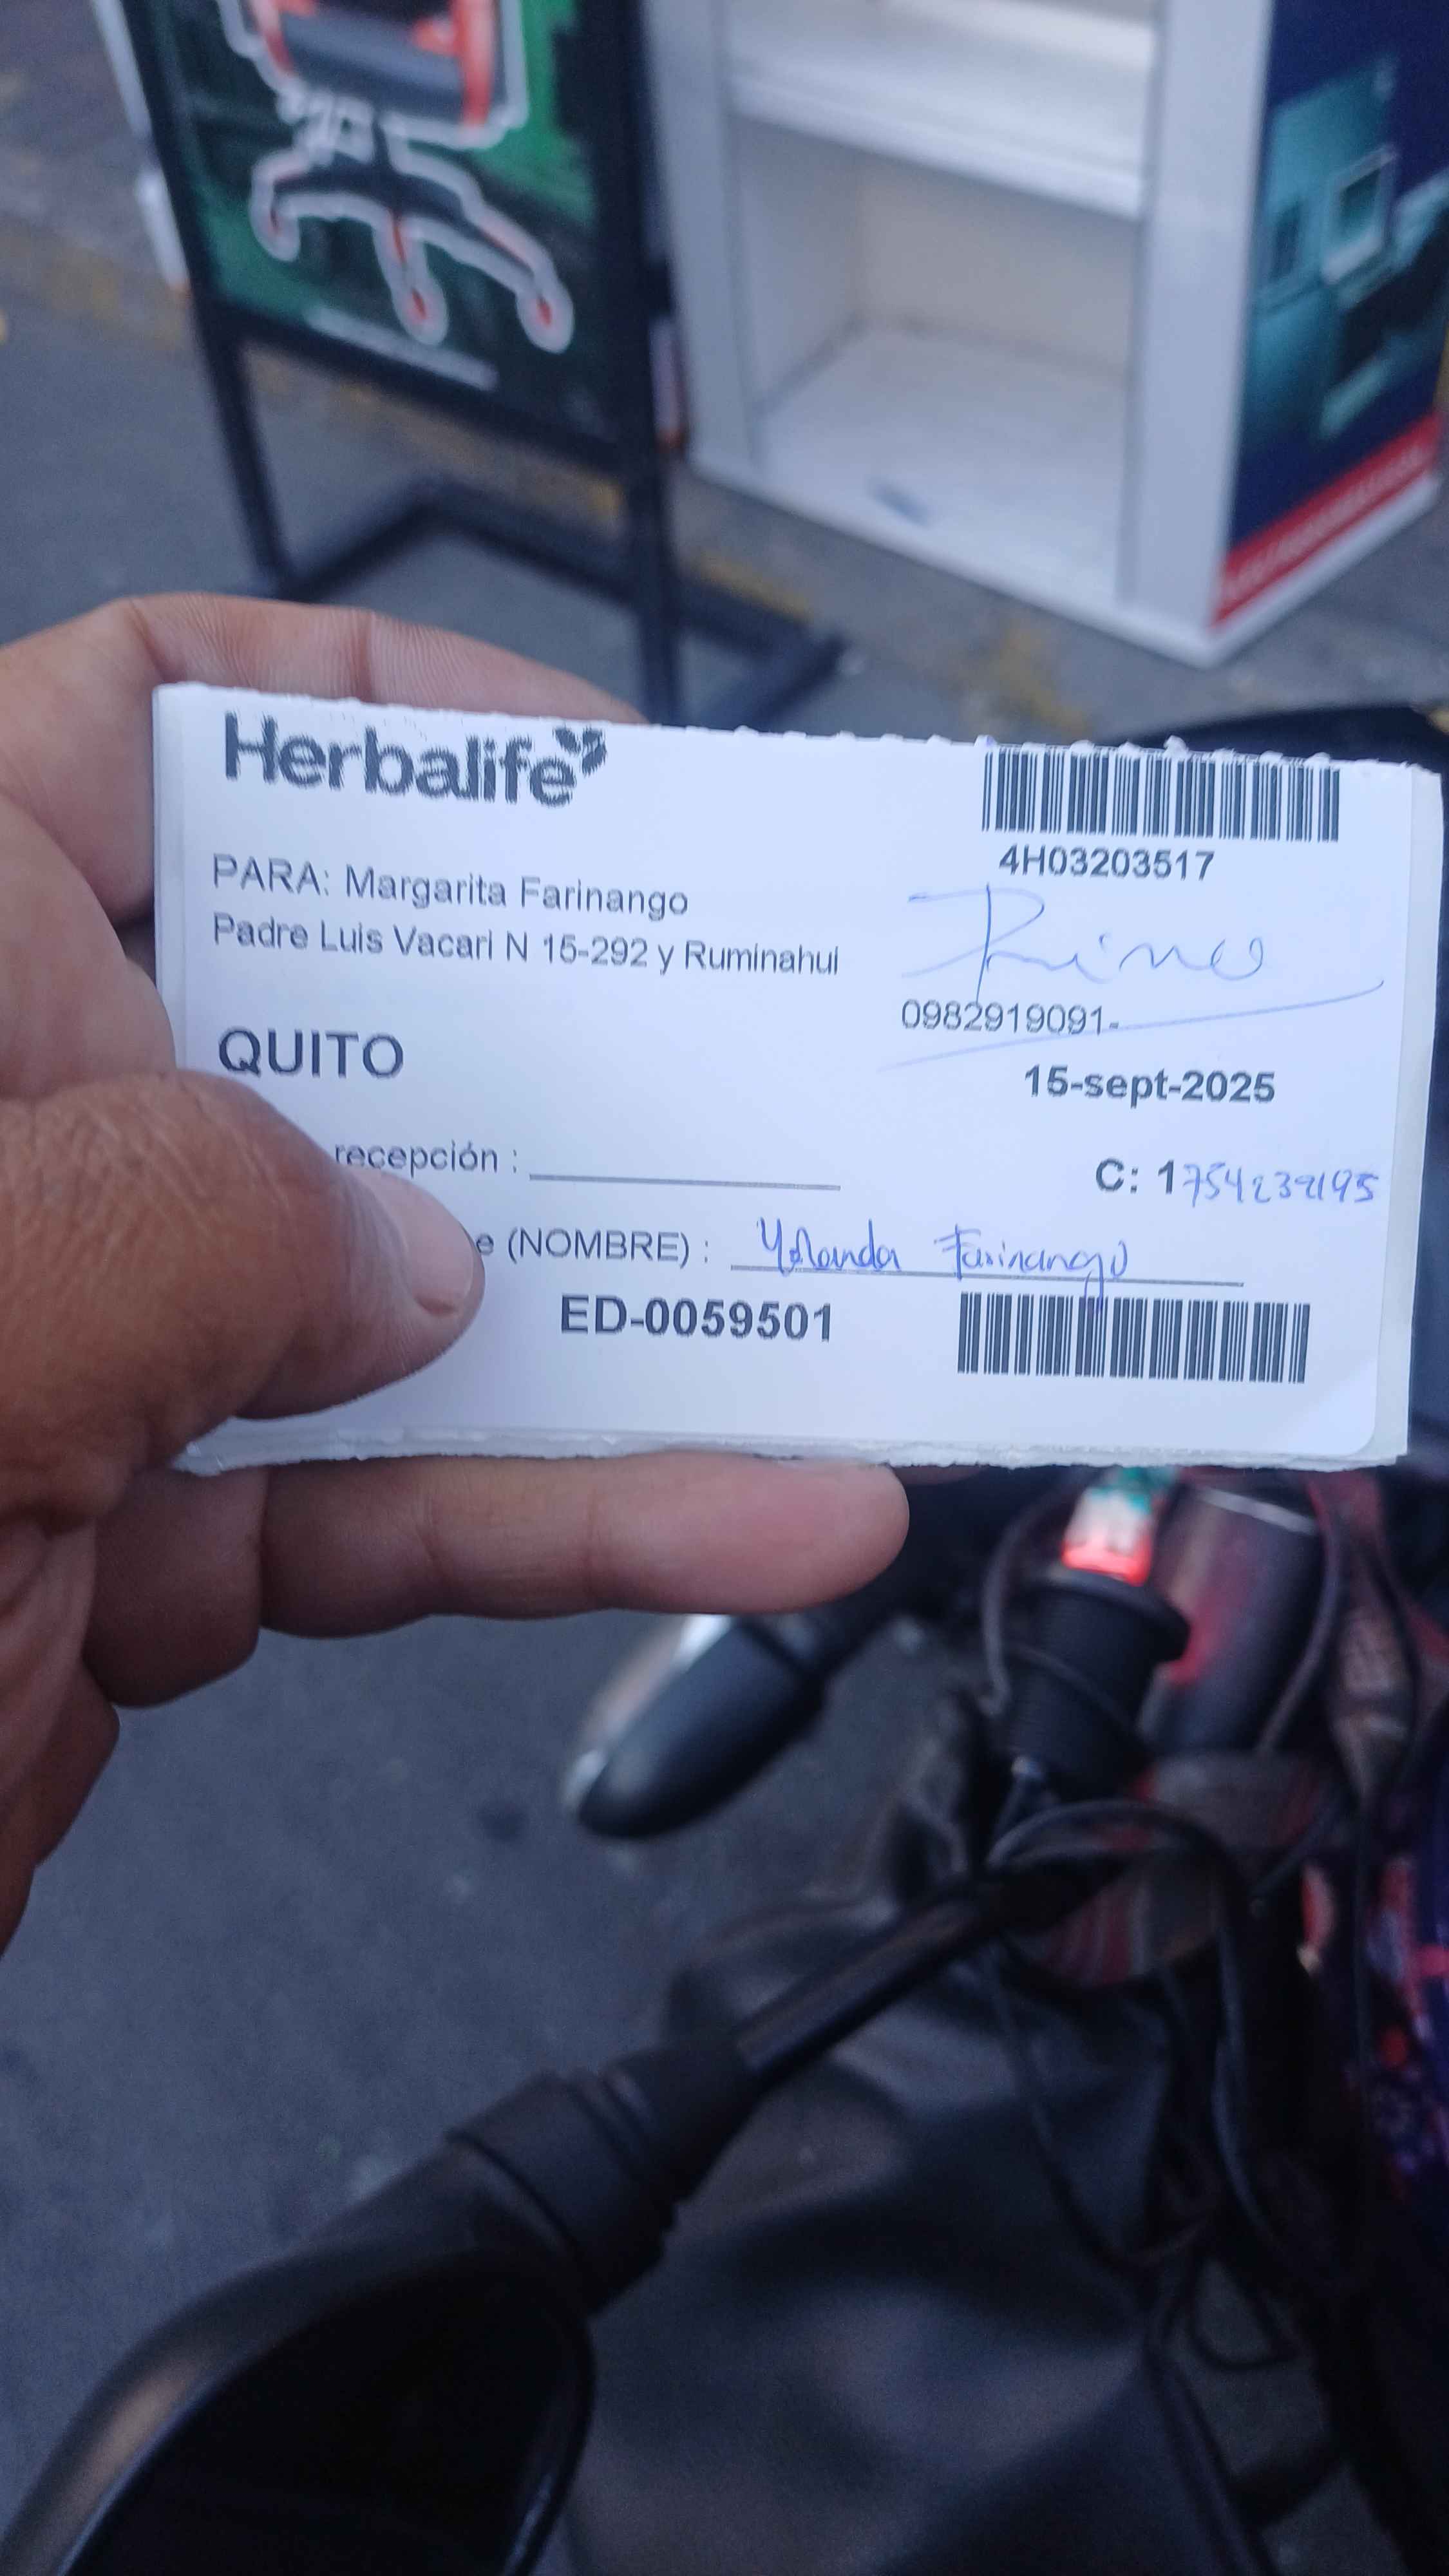 Herbalife
4H03203517
PARA: Margarita Farinango
Padre Luis Vacari N 15-292 y Ruminahui
0982919091-
QUITO
15-sept-2025
recepción :
C: 1754239195
e (NOMBRE) : Yolanda Farinango
ED-0059501